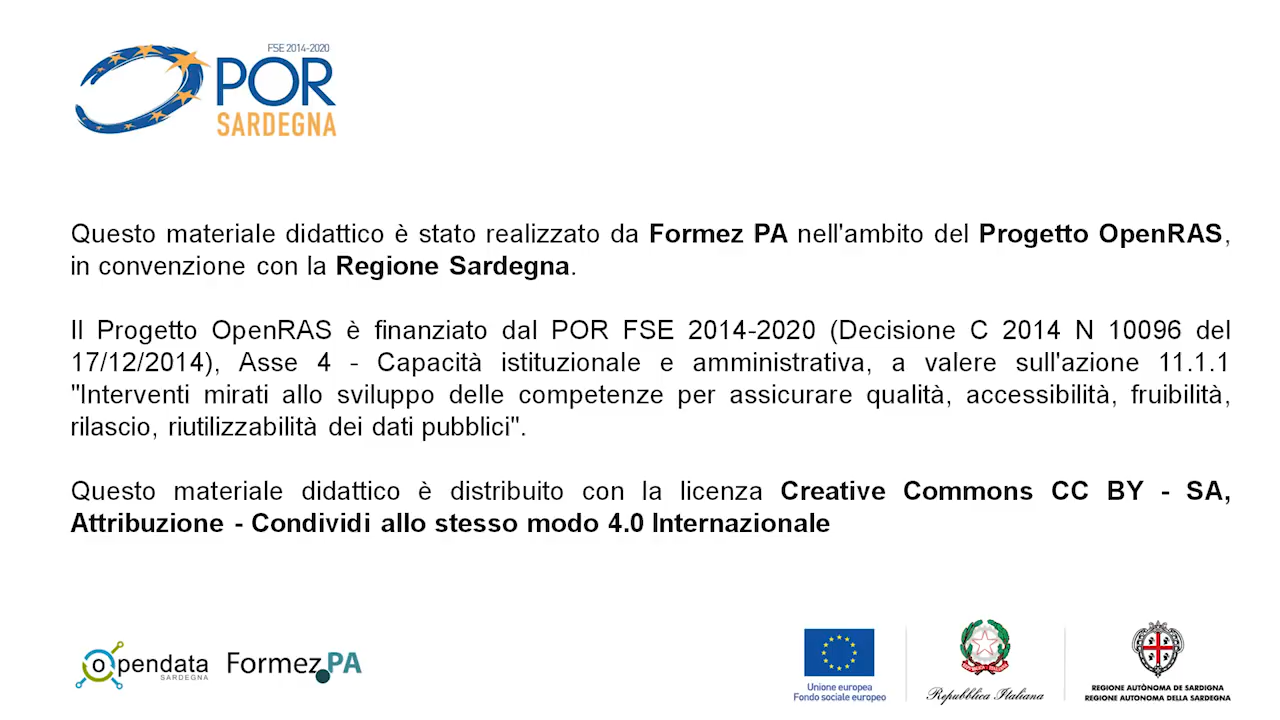 FSE 2014-2020
POR
SARDEGNA
Questo materiale didattico è stato realizzato da Formez PA nell'ambito del Progetto OpenRAS,
in convenzione con la Regione Sardegna.
Il Progetto OpenRAS è finanziato dal POR FSE 2014-2020 (Decisione C 2014 N 10096 del
17/12/2014), Asse 4 - Capacità istituzionale e amministrativa, a valere sull'azione 11.1.1
"Interventi mirati allo sviluppo delle competenze per assicurare qualità, accessibilità, fruibilità,
rilascio, riutilizzabilità dei dati pubblici".
Questo materiale didattico è distribuito con la licenza Creative Commons CC BY - SA,
Attribuzione - Condividi allo stesso modo 4.0 Internazionale
opendata
SARDEGNA
Formez.PA
Unione europea
Fondo sociale europeo
Repubblica Italiana
REGIONE AUTÒNOMA DE SARDIGNA
REGIONE AUTONOMA DELLA SARDEGNA